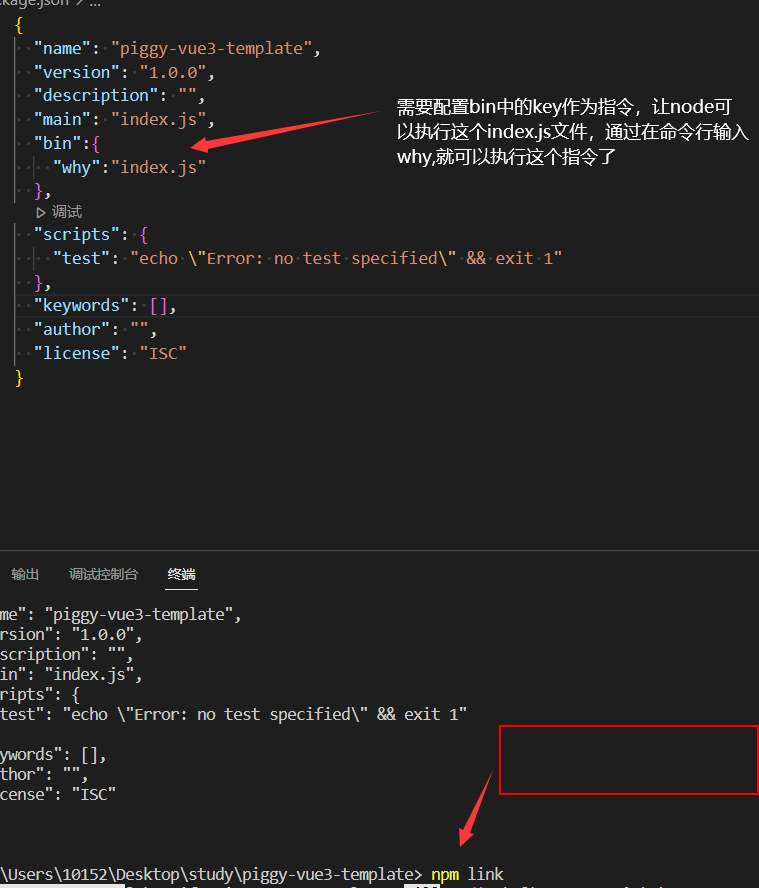 ckage.json > ...
{
"name": "piggy-vue3-template",
"version": "1.0.0",
"description": "",
"main": "index.js",
"bin":{
"why":"index.js"
},
调试
"scripts": {
"test": "echo \"Error: no test specified\" && exit 1"
},
"keywords": [],
"author": "",
"license": "ISC"
}
需要配置bin中的key作为指令，让node可
以执行这个index.js文件，通过在命令行输入
why,就可以执行这个指令了
输出 调试控制台 终端
me": "piggy-vue3-template",
rsion": "1.0.0",
scription": "",
in": "index.js",
ripts": {
test": "echo \"Error: no test specified\" && exit 1"
ywords": [],
thor": "",
cense": "ISC"
\Users\10152\Desktop\study\piggy-vue3-template> npm link